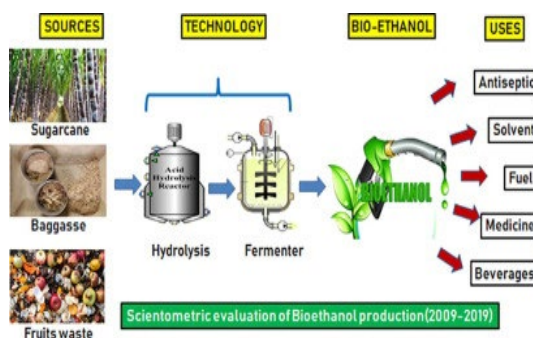 SOURCES
TECHNOLOGY
BIO-ETHANOL
USES
Sugarcane
Baggasse
Fruits waste
Acid
Hydrolysis
Reactor
Hydrolysis
Fermenter
BIOETHANOL
Antiseptic
Solvent
Fuel
Medicine
Beverages
Scientometric evaluation of Bioethanol production(2009-2019)